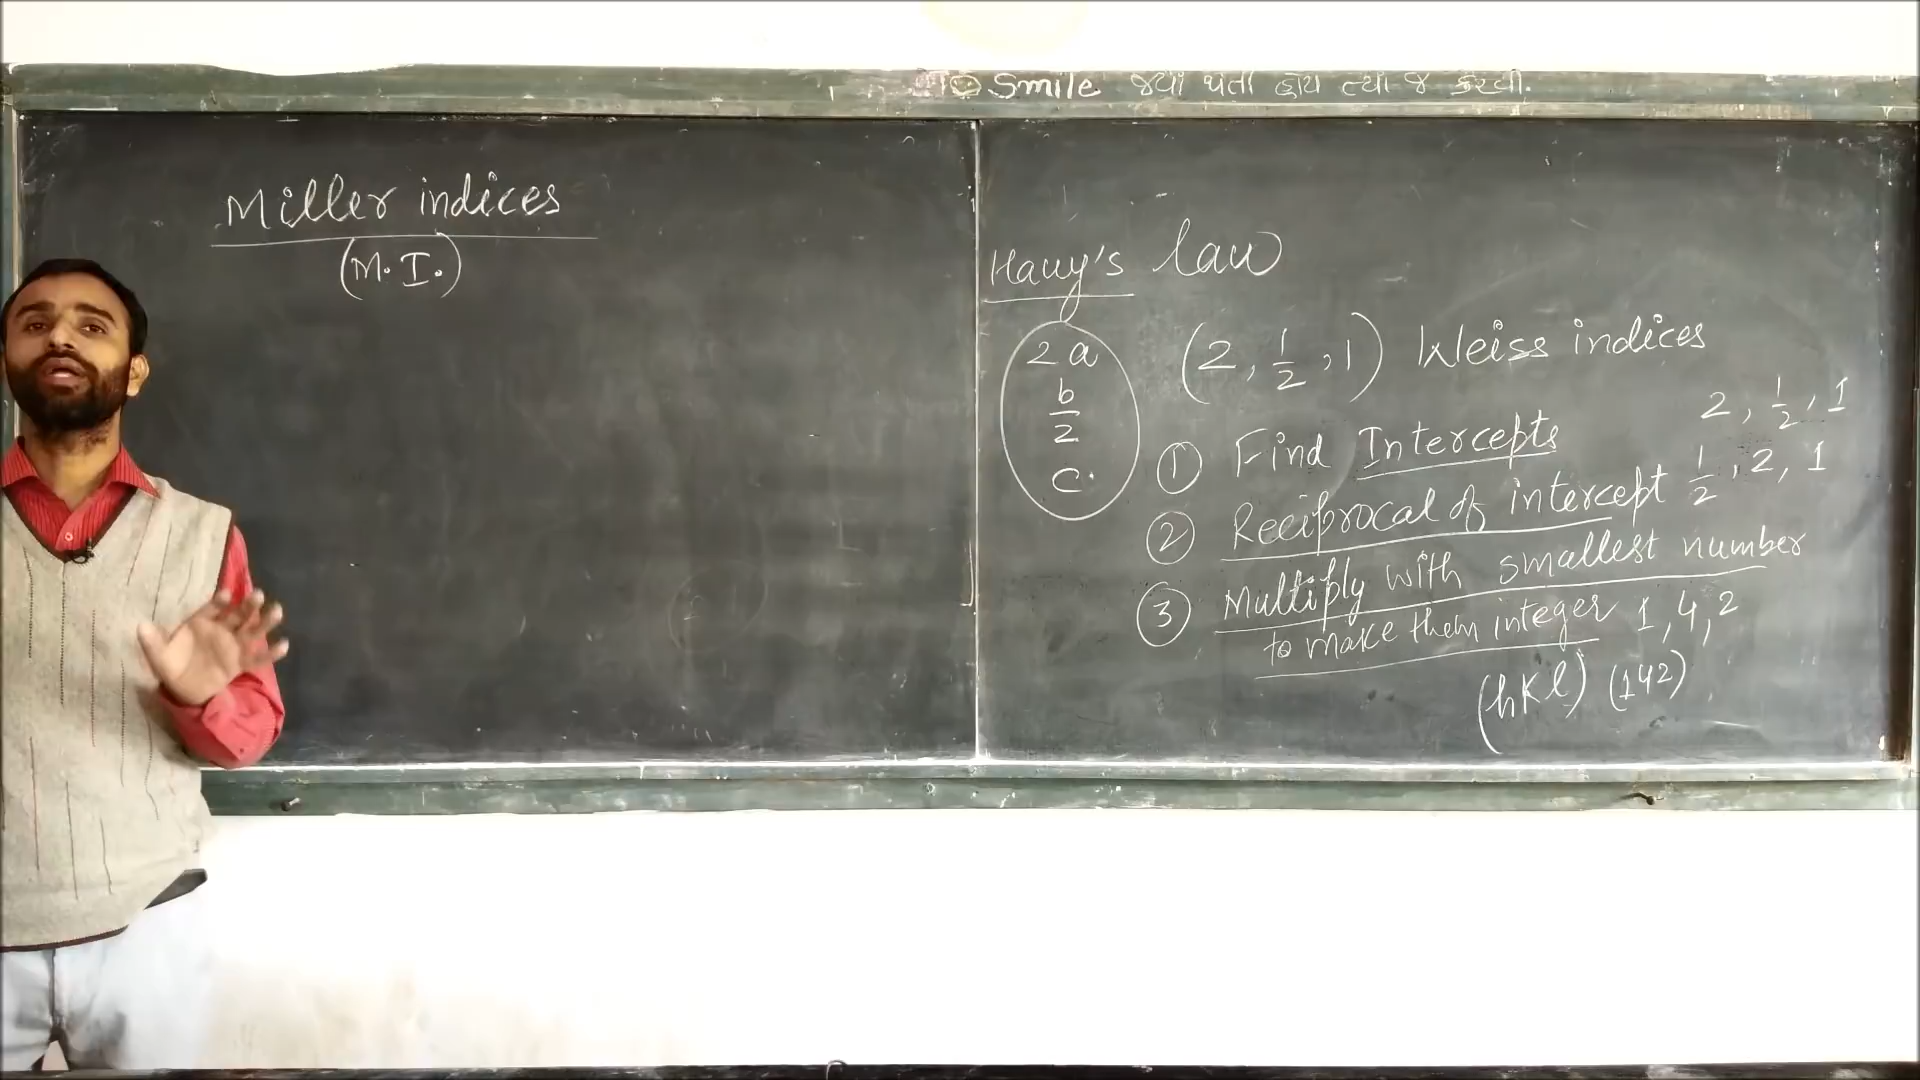 Smile જ્યાં થતી હોય ત્યાં જ કરવી.
Miller indices
(M.I.)
Hauy's law
2a
b/2
c.
(2, 1/2, 1) Weiss indices
① Find Intercepts 2, 1/2, 1
② Reciprocal of intercept 1/2, 2, 1
③ Multiply with smallest number
to make them integer 1, 4, 2
(hkl) (142)